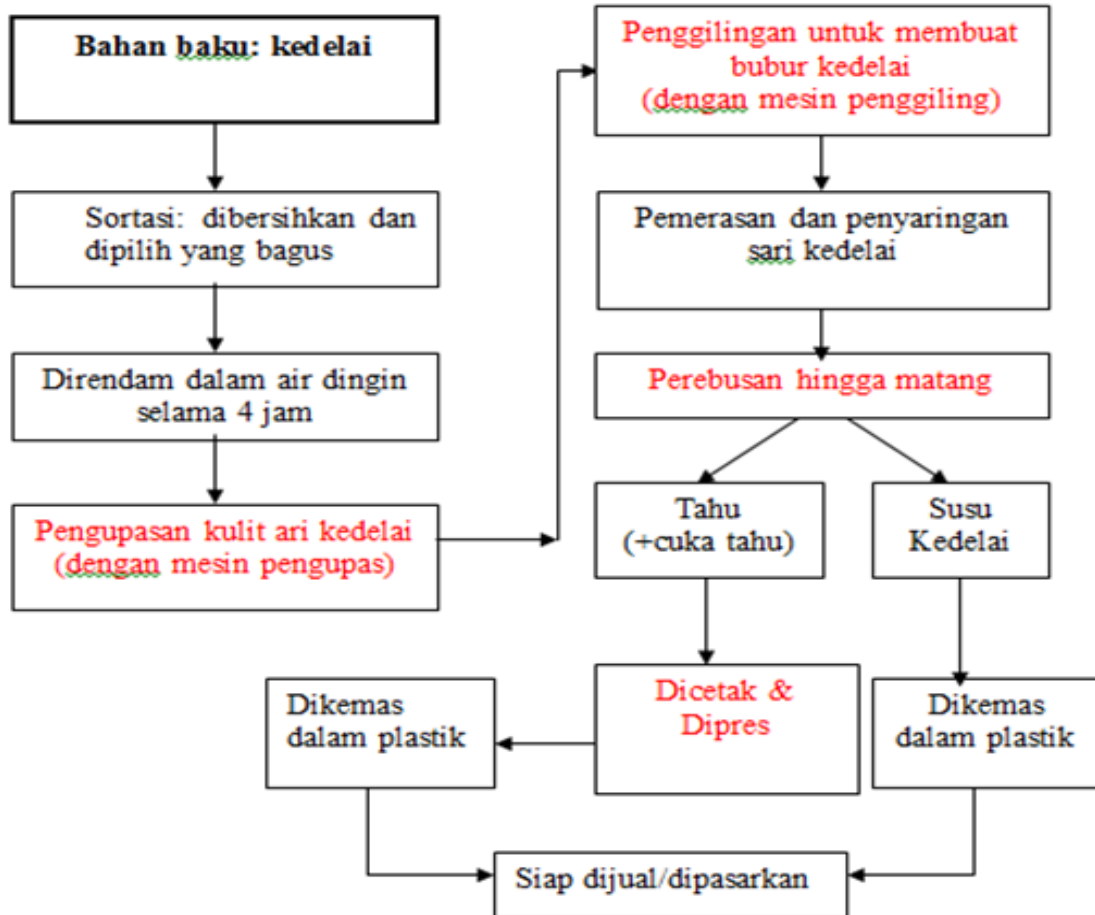 Bahan baku: kedelai
Sortasi: dibersihkan dan
dipilih yang bagus
Direndam dalam air dingin
selama 4 jam
Pengupasan kulit ari kedelai
(dengan mesin pengupas)
Penggilingan untuk membuat
bubur kedelai
(dengan mesin penggiling)
Pemerasan dan penyaringan
sari kedelai
Perebusan hingga matang
Tahu
(+cuka tahu)
Susu
Kedelai
Dicetak &
Dipres
Dikemas
dalam plastik
Dikemas
dalam plastik
Siap dijual/dipasarkan